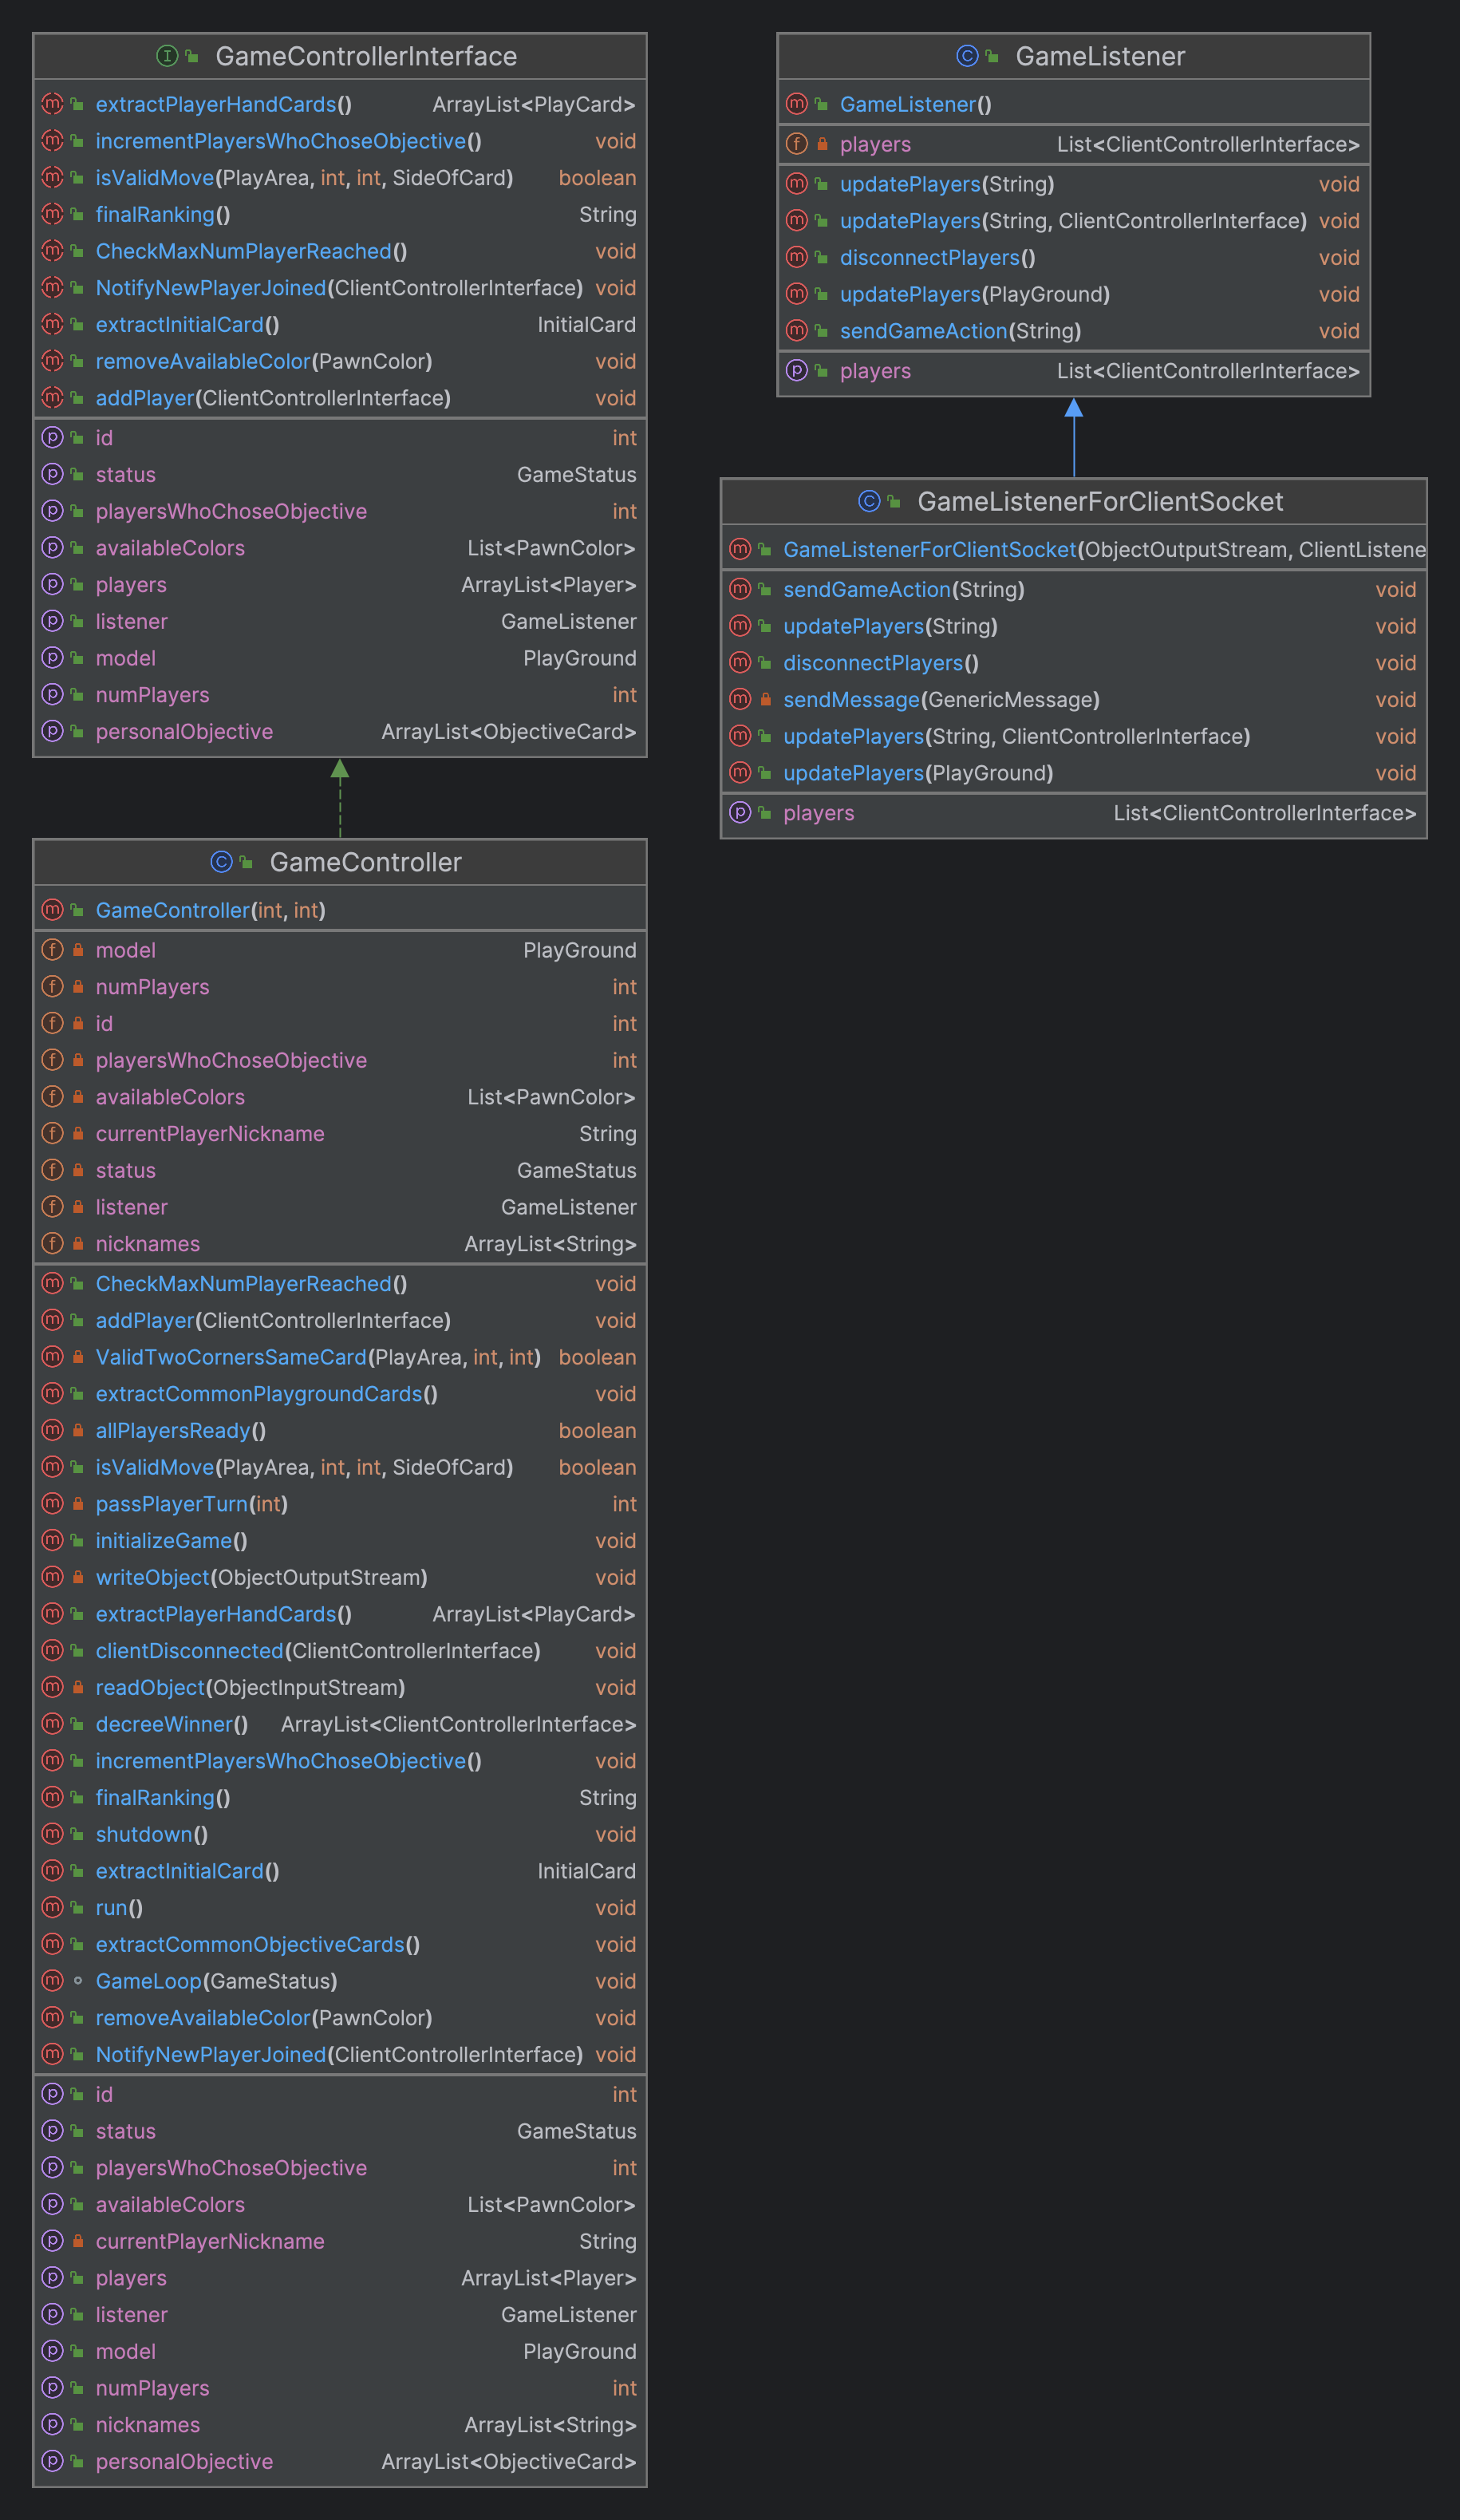 GameControllerInterface
extractPlayerHandCards() ArrayList<PlayCard>
incrementPlayersWhoChoseObjective() void
isValidMove(PlayArea, int, int, SideOfCard) boolean
finalRanking() String
CheckMaxNumPlayerReached() void
NotifyNewPlayerJoined(ClientControllerInterface) void
extractInitialCard() InitialCard
removeAvailableColor(PawnColor) void
addPlayer(ClientControllerInterface) void
id int
status GameStatus
playersWhoChoseObjective int
availableColors List<PawnColor>
players ArrayList<Player>
listener GameListener
model PlayGround
numPlayers int
personalObjective ArrayList<ObjectiveCard>
GameController
GameController(int, int)
model PlayGround
numPlayers int
id int
playersWhoChoseObjective int
availableColors List<PawnColor>
currentPlayerNickname String
status GameStatus
listener GameListener
nicknames ArrayList<String>
CheckMaxNumPlayerReached() void
addPlayer(ClientControllerInterface) void
ValidTwoCornersSameCard(PlayArea, int, int) boolean
extractCommonPlaygroundCards() void
allPlayersReady() boolean
isValidMove(PlayArea, int, int, SideOfCard) boolean
passPlayerTurn(int) int
initializeGame() void
writeObject(ObjectOutputStream) void
extractPlayerHandCards() ArrayList<PlayCard>
clientDisconnected(ClientControllerInterface) void
readObject(ObjectInputStream) void
decreeWinner() ArrayList<ClientControllerInterface>
incrementPlayersWhoChoseObjective() void
finalRanking() String
shutdown() void
extractInitialCard() InitialCard
run() void
extractCommonObjectiveCards() void
GameLoop(GameStatus) void
removeAvailableColor(PawnColor) void
NotifyNewPlayerJoined(ClientControllerInterface) void
id int
status GameStatus
playersWhoChoseObjective int
availableColors List<PawnColor>
currentPlayerNickname String
players ArrayList<Player>
listener GameListener
model PlayGround
numPlayers int
nicknames ArrayList<String>
personalObjective ArrayList<ObjectiveCard>
GameListener
GameListener()
players List<ClientControllerInterface>
updatePlayers(String) void
updatePlayers(String, ClientControllerInterface) void
disconnectPlayers() void
updatePlayers(PlayGround) void
sendGameAction(String) void
players List<ClientControllerInterface>
GameListenerForClientSocket
GameListenerForClientSocket(ObjectOutputStream, ClientListene
sendGameAction(String) void
updatePlayers(String) void
disconnectPlayers() void
sendMessage(GenericMessage) void
updatePlayers(String, ClientControllerInterface) void
updatePlayers(PlayGround) void
players List<ClientControllerInterface>